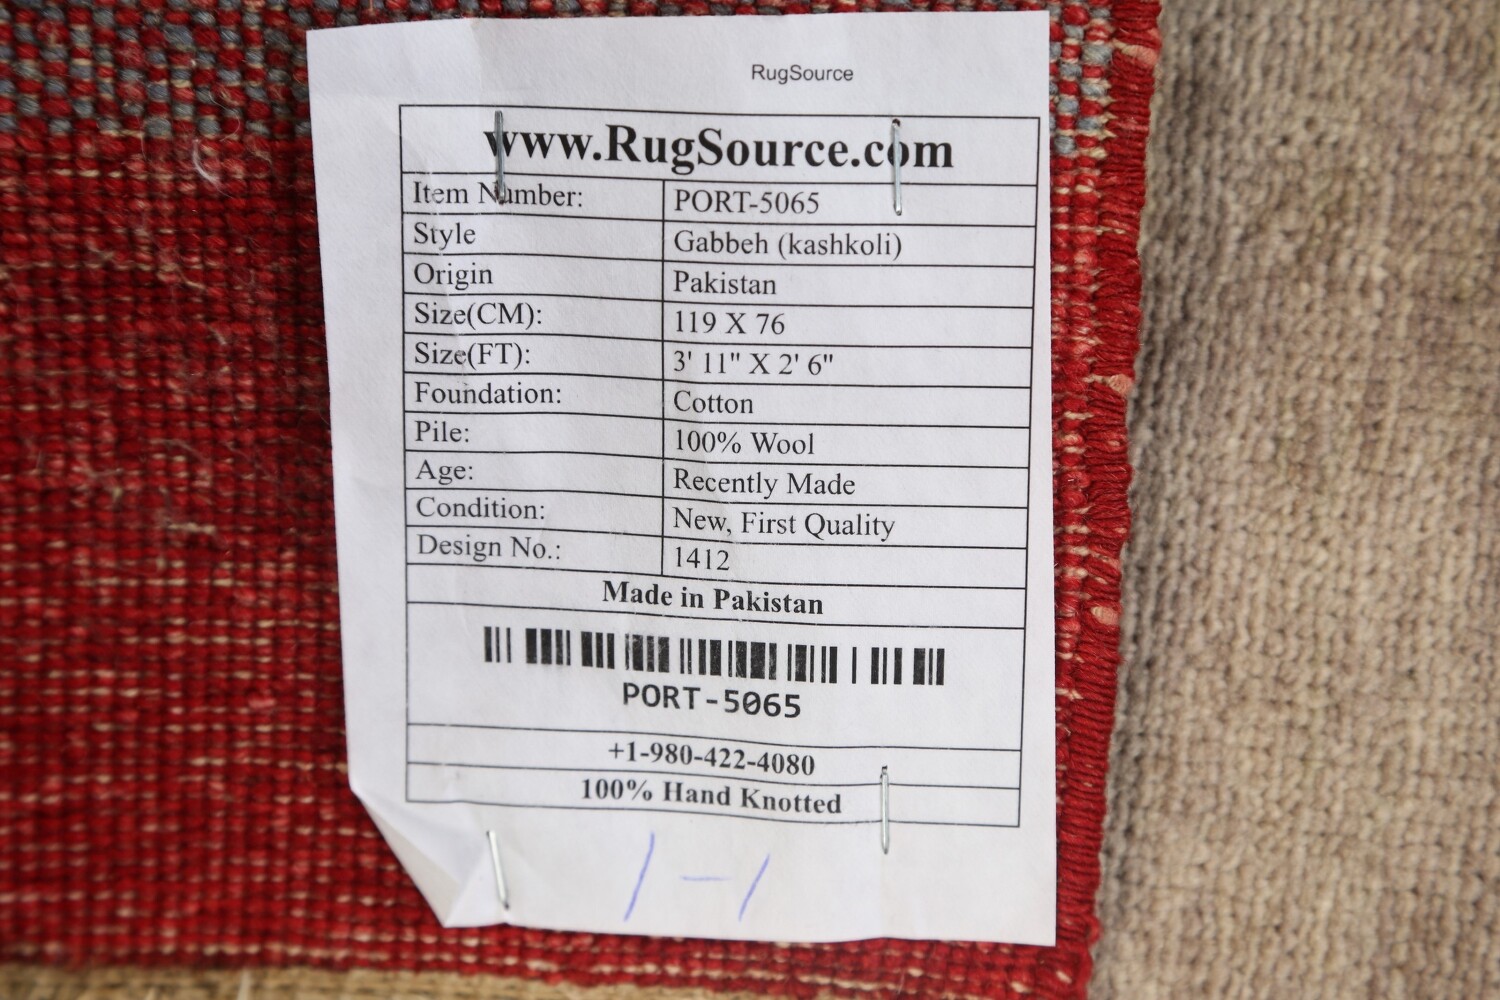 RugSource
www.RugSource.com
Item Number: PORT-5065
Style Gabbeh (kashkoli)
Origin Pakistan
Size(CM): 119 X 76
Size(FT): 3' 11" X 2' 6"
Foundation: Cotton
Pile: 100% Wool
Age: Recently Made
Condition: New, First Quality
Design No.: 1412
Made in Pakistan
PORT-5065
+1-980-422-4080
100% Hand Knotted
1-1